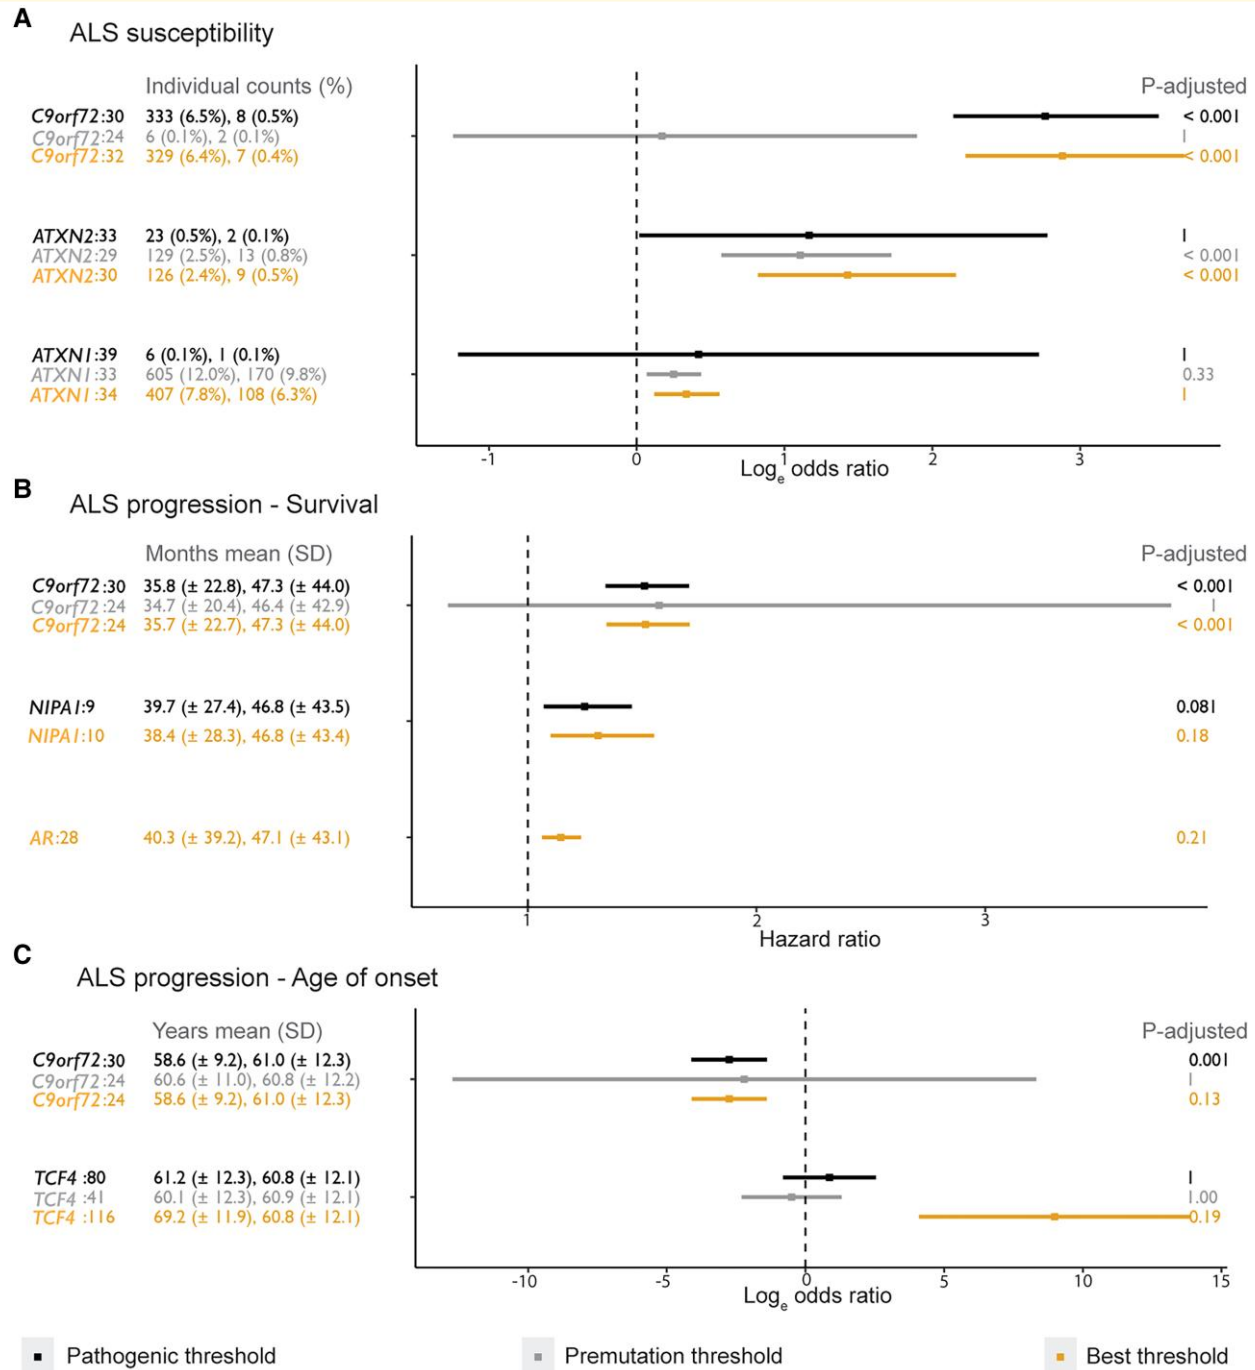 A
ALS susceptibility
Individual counts (%) P-adjusted
C9orf72:30 333 (6.5%), 8 (0.5%) < 0.001
C9orf72:24 6 (0.1%), 2 (0.1%) 1
C9orf72:32 329 (6.4%), 7 (0.4%) < 0.001
ATXN2:33 23 (0.5%), 2 (0.1%) 1
ATXN2:29 129 (2.5%), 13 (0.8%) < 0.001
ATXN2:30 126 (2.4%), 9 (0.5%) < 0.001
ATXN1:39 6 (0.1%), 1 (0.1%) 1
ATXN1:33 605 (12.0%), 170 (9.8%) 0.33
ATXN1:34 407 (7.8%), 108 (6.3%) 1
-1 0 1 2 3
Loge odds ratio
B
ALS progression - Survival
Months mean (SD) P-adjusted
C9orf72:30 35.8 (± 22.8), 47.3 (± 44.0) < 0.001
C9orf72:24 34.7 (± 20.4), 46.4 (± 42.9) 1
C9orf72:24 35.7 (± 22.7), 47.3 (± 44.0) < 0.001
NIPA1:9 39.7 (± 27.4), 46.8 (± 43.5) 0.081
NIPA1:10 38.4 (± 28.3), 46.8 (± 43.4) 0.18
AR:28 40.3 (± 39.2), 47.1 (± 43.1) 0.21
1 2 3
Hazard ratio
C
ALS progression - Age of onset
Years mean (SD) P-adjusted
C9orf72:30 58.6 (± 9.2), 61.0 (± 12.3) 0.001
C9orf72:24 60.6 (± 11.0), 60.8 (± 12.2) 1
C9orf72:24 58.6 (± 9.2), 61.0 (± 12.3) 0.13
TCF4 :80 61.2 (± 12.3), 60.8 (± 12.1) 1
TCF4 :41 60.1 (± 12.3), 60.9 (± 12.1) 1.00
TCF4 :116 69.2 (± 11.9), 60.8 (± 12.1) 0.19
-10 -5 0 5 10 15
Loge odds ratio
Pathogenic threshold Premutation threshold Best threshold